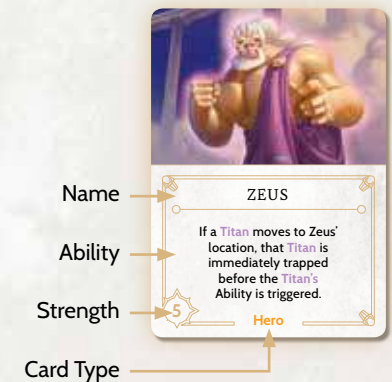 Name
ZEUS
Ability
If a Titan moves to Zeus'
location, that Titan is
immediately trapped
before the Titan's
Ability is triggered.
Strength
5
Hero
Card Type